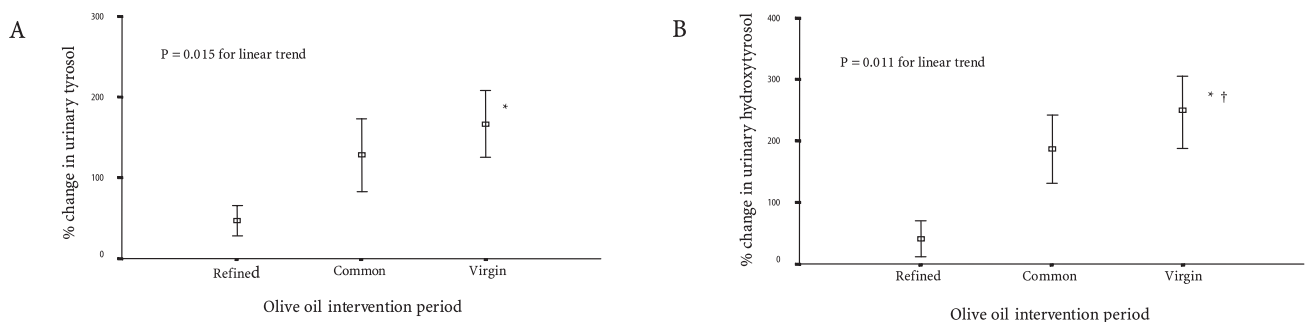 A
% change in urinary tyrosol
300
200
100
0
P = 0.015 for linear trend
*
Refined
Common
Virgin
Olive oil intervention period
B
% change in urinary hydroxytyrosol
400
300
200
100
0
P = 0.011 for linear trend
* †
Refined
Common
Virgin
Olive oil intervention period